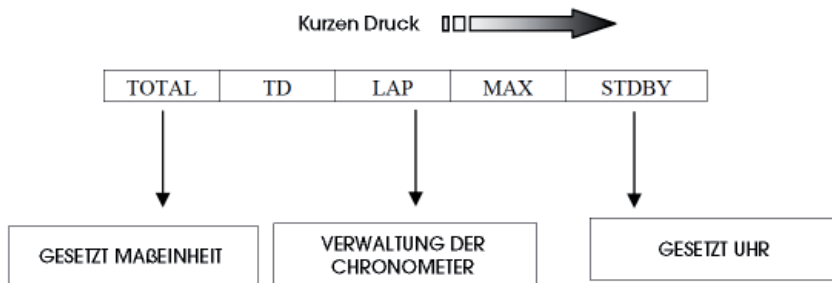 Kurzen Druck
TOTAL TD LAP MAX STDBY
GESETZT MAßEINHEIT
VERWALTUNG DER
CHRONOMETER
GESETZT UHR